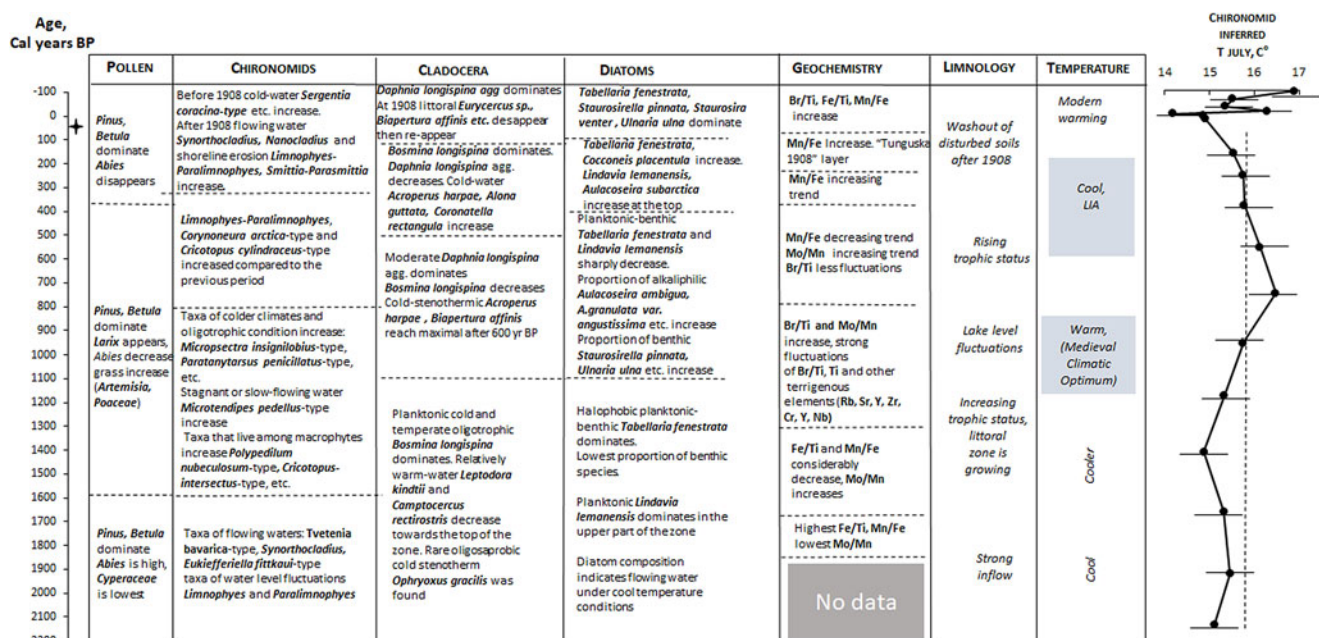 Age,
Cal years BP
POLLEN
CHIRONOMIDS
CLADOCERA
DIATOMS
GEOCHEMISTRY
LIMNOLOGY
TEMPERATURE
CHIRONOMID
INFERRED
T JULY, C°
14 15 16 17
-100
0
100
200
300
400
500
600
700
800
900
1000
1100
1200
1300
1400
1500
1600
1700
1800
1900
2000
2100
2200
Pinus,
Betula
dominate
Abies
disappears
Pinus, Betula
dominate
Larix appears,
Abies decrease
grass increase
(Artemisia,
Poaceae)
Pinus, Betula
dominate
Abies is high,
Cyperaceae
is lowest
Before 1908 cold-water Sergentia
coracina-type etc. increase.
After 1908 flowing water
Synorthocladius, Nanocladius and
shoreline erosion Limnophyes-
Paralimnophyes, Smittia-Parasmittia
increase.
Limnophyes-Paralimnophyes,
Corynoneura arctica-type and
Cricotopus cylindraceus-type
increased compared to the
previous period
Taxa of colder climates and
oligotrophic condition increase:
Micropsectra insignilobius-type,
Paratanytarsus penicillatus-type,
etc.
Stagnant or slow-flowing water
Microtendipes pedellus-type
increase
Taxa that live among macrophytes
increase Polypedilum
nubeculosum-type, Cricotopus-
intersectus-type, etc.
Taxa of flowing waters: Tvetenia
bavarica-type, Synorthocladius,
Eukiefferiella fittkaui-type
taxa of water level fluctuations
Limnophyes and Paralimnophyes
Daphnia longispina agg dominates
At 1908 littoral Eurycercus sp.,
Biapertura affinis etc. desappear
then re-appear
Bosmina longispina dominates.
Daphnia longispina agg.
decreases. Cold-water
Acroperus harpae, Alona
guttata, Coronatella
rectangula increase
Moderate Daphnia longispina
agg. dominates
Bosmina longispina decreases
Cold-stenothermic Acroperus
harpae , Biapertura affinis
reach maximal after 600 yr BP
Planktonic cold and
temperate oligotrophic
Bosmina longispina
dominates. Relatively
warm-water Leptodora
kindtii and
Camptocercus
rectirostris decrease
towards the top of the
zone. Rare oligosaprobic
cold stenotherm
Ophryoxus gracilis was
found
Tabellaria fenestrata,
Staurosirella pinnata, Staurosira
venter , Ulnaria ulna dominate
Tabellaria fenestrata,
Cocconeis placentula increase.
Lindavia lemanensis,
Aulacoseira subarctica
increase at the top
Planktonic-benthic
Tabellaria fenestrata and
Lindavia lemanensis
sharply decrease.
Proportion of alkaliphilic
Aulacoseira ambigua,
A.granulata var.
angustissima etc. increase
Proportion of benthic
Staurosirella pinnata,
Ulnaria ulna etc. increase
Halophobic planktonic-
benthic Tabellaria fenestrata
dominates.
Lowest proportion of benthic
species.
Planktonic Lindavia
lemanensis dominates in the
upper part of the zone
Diatom composition
indicates flowing water
under cool temperature
conditions
Br/Ti, Fe/Ti, Mn/Fe
increase
Mn/Fe Increase. "Tunguska
1908" layer
Mn/Fe increasing
trend
Mn/Fe decreasing trend
Mo/Mn increasing trend
Br/Ti less fluctuations
Br/Ti and Mo/Mn
increase, strong
fluctuations
of Br/Ti, Ti and other
terrigenous
elements (Rb, Sr, Y, Zr,
Cr, Y, Nb)
Fe/Ti and Mn/Fe
considerably
decrease, Mo/Mn
increases
Highest Fe/Ti, Mn/Fe
lowest Mo/Mn
No data
Washout of
disturbed soils
after 1908
Rising
trophic status
Lake level
fluctuations
Increasing
trophic status,
littoral
zone is
growing
Strong
inflow
Modern
warming
Cool,
LIA
Warm,
(Medieval
Climatic
Optimum)
Cooler
Cool